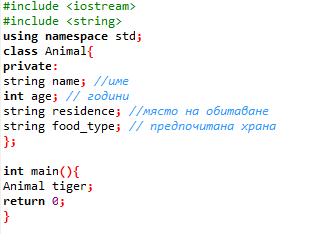 #include <iostream>
#include <string>
using namespace std;
class Animal{
private:
string name; //име
int age; // години
string residence; //място на обитаване
string food_type; // предпочитана храна
};
int main(){
Animal tiger;
return 0;
}